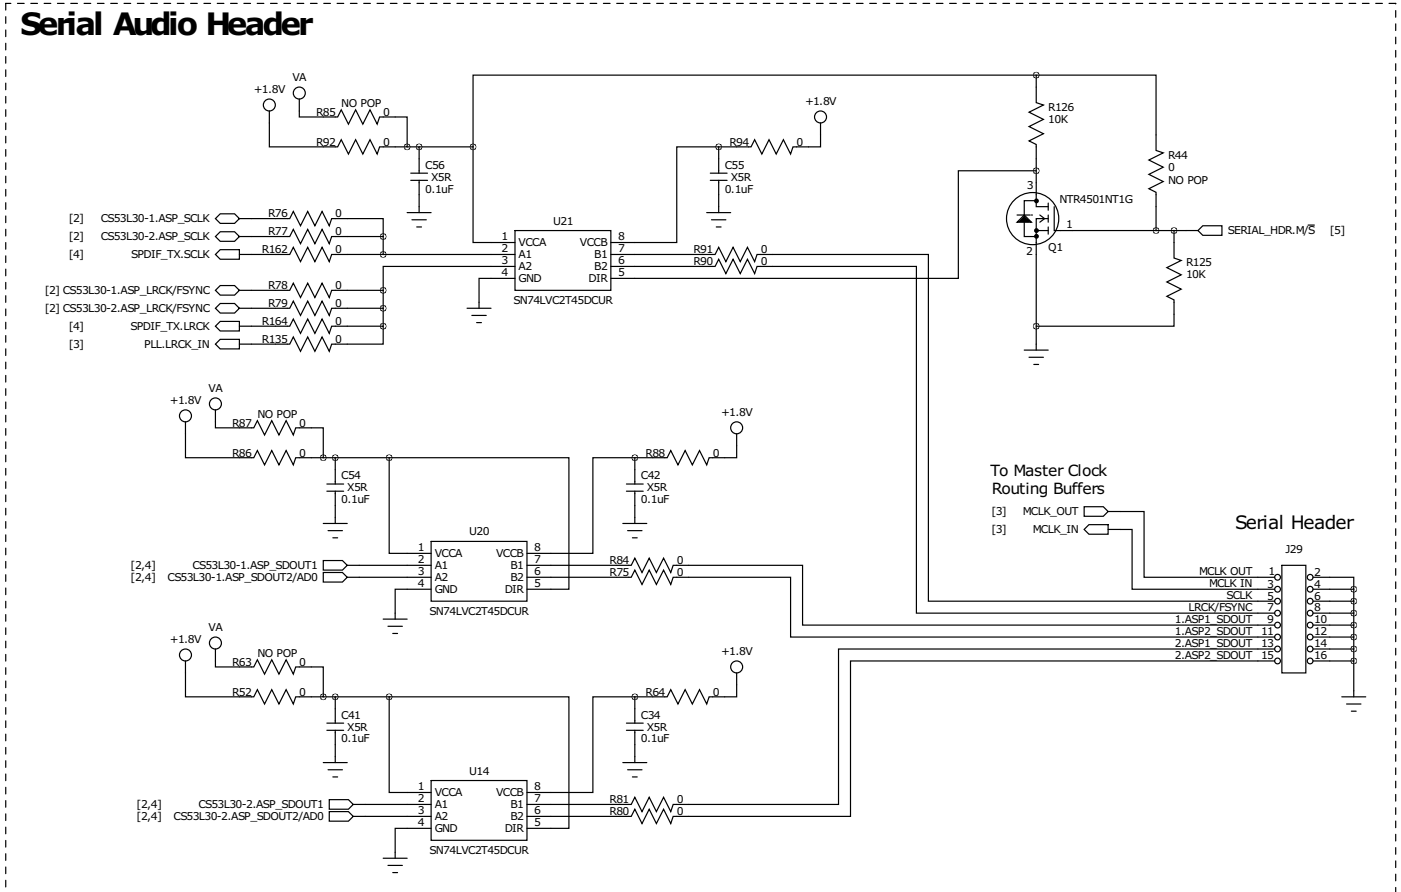 Serial Audio Header
+1.8V
VA
R85 NO POP 0
R92 0
C56
X5R
0.1uF
R94 0
+1.8V
C55
X5R
0.1uF
R126
10K
R44
0
NO POP
3
NTR4501NT1G
1
Q1
2
SERIAL_HDR.M/S̅ [5]
R125
10K
[2] CS53L30-1.ASP_SCLK R76 0
[2] CS53L30-2.ASP_SCLK R77 0
[4] SPDIF_TX.SCLK R162 0
[2] CS53L30-1.ASP_LRCK/FSYNC R78 0
[2] CS53L30-2.ASP_LRCK/FSYNC R79 0
[4] SPDIF_TX.LRCK R164 0
[3] PLL.LRCK_IN R135 0
U21
1 VCCA VCCB 8
2 A1 B1 7
3 A2 B2 6
4 GND DIR 5
SN74LVC2T45DCUR
R91 0
R90 0
+1.8V
VA
R87 NO POP 0
R86 0
C54
X5R
0.1uF
R88 0
+1.8V
C42
X5R
0.1uF
U20
1 VCCA VCCB 8
2 A1 B1 7
3 A2 B2 6
4 GND DIR 5
SN74LVC2T45DCUR
[2,4] CS53L30-1.ASP_SDOUT1
[2,4] CS53L30-1.ASP_SDOUT2/AD0
R84 0
R75 0
+1.8V
VA
R63 NO POP 0
R52 0
C41
X5R
0.1uF
R64 0
+1.8V
C34
X5R
0.1uF
U14
1 VCCA VCCB 8
2 A1 B1 7
3 A2 B2 6
4 GND DIR 5
SN74LVC2T45DCUR
[2,4] CS53L30-2.ASP_SDOUT1
[2,4] CS53L30-2.ASP_SDOUT2/AD0
R81 0
R80 0
To Master Clock
Routing Buffers
[3] MCLK_OUT
[3] MCLK_IN
Serial Header
J29
MCLK OUT 1 2
MCLK IN 3 4
SCLK 5 6
LRCK/FSYNC 7 8
1.ASP1_SDOUT 9 10
1.ASP2_SDOUT 11 12
2.ASP1_SDOUT 13 14
2.ASP2_SDOUT 15 16